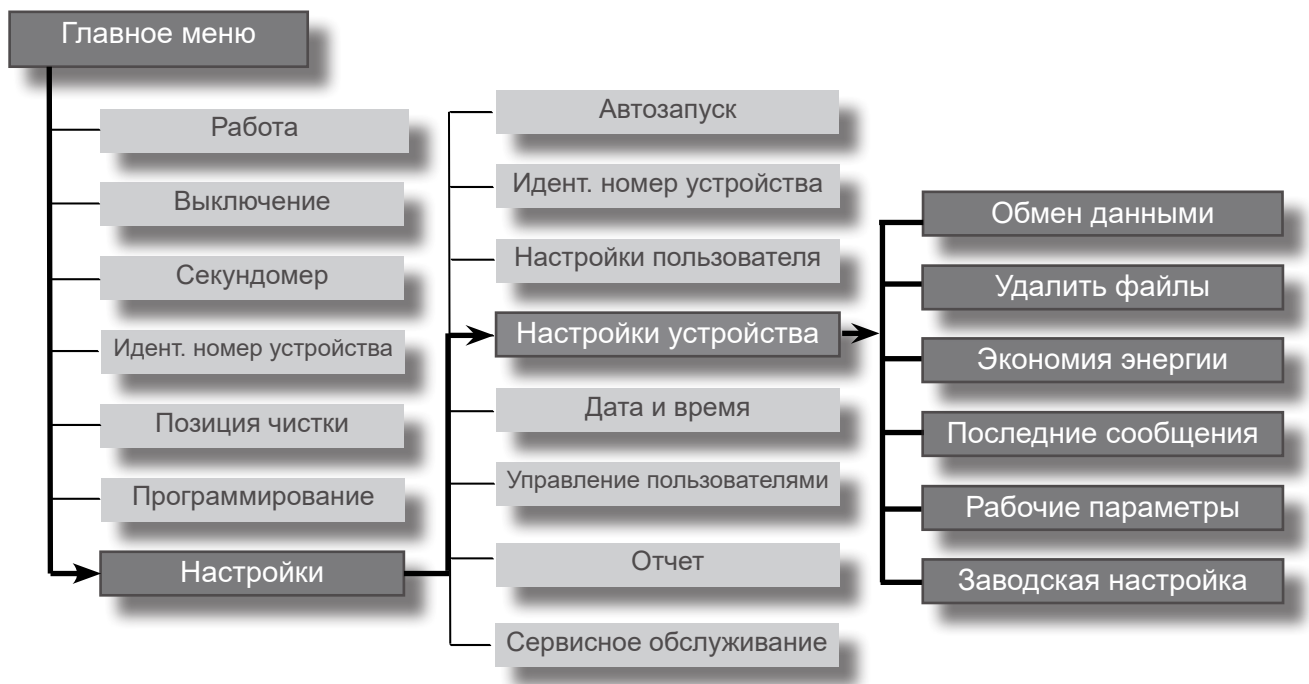 Главное меню
Работа
Выключение
Секундомер
Идент. номер устройства
Позиция чистки
Программирование
Настройки
Автозапуск
Идент. номер устройства
Настройки пользователя
Настройки устройства
Дата и время
Управление пользователями
Отчет
Сервисное обслуживание
Обмен данными
Удалить файлы
Экономия энергии
Последние сообщения
Рабочие параметры
Заводская настройка